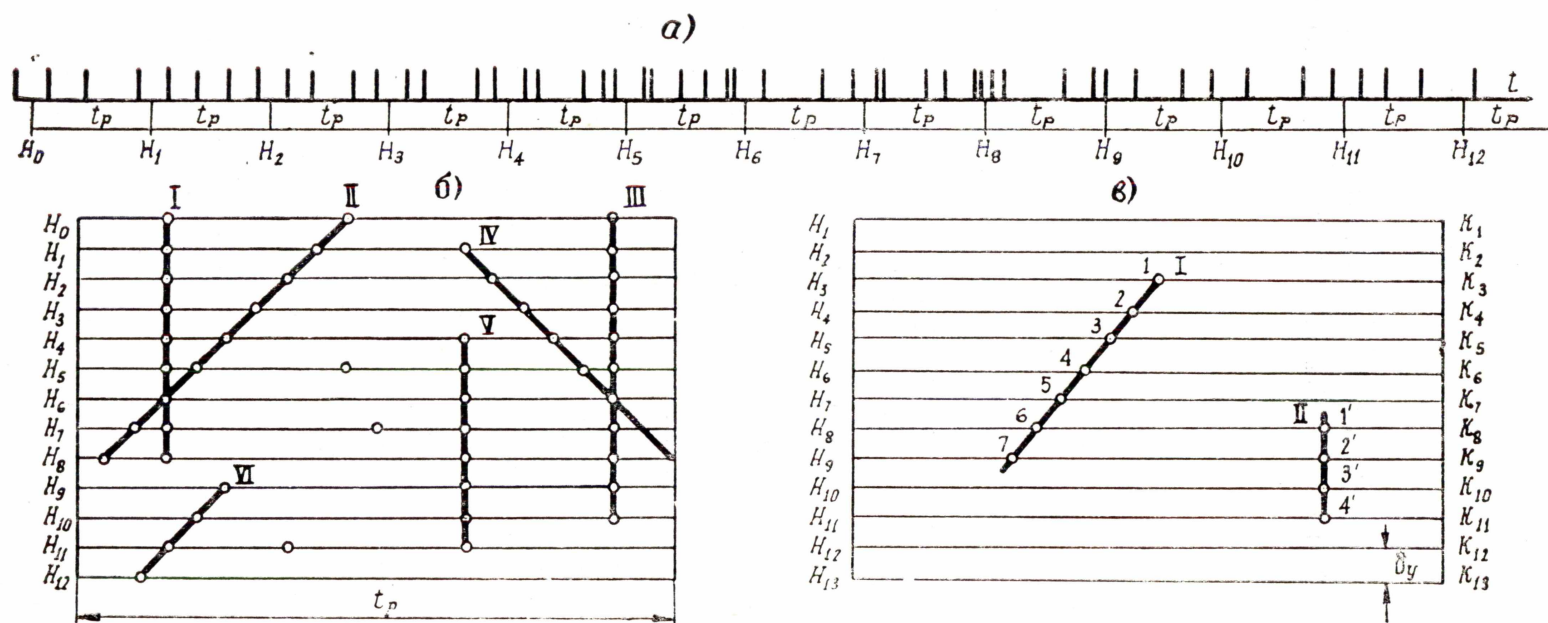 а)
t
tр tр tр tр tр tр tр tр tр tр tр tр tр
H0 H1 H2 H3 H4 H5 H6 H7 H8 H9 H10 H11 H12
б)
I II III
H0
H1 IV
H2
H3
H4 V
H5
H6
H7
H8
H9 VI
H10
H11
H12
tр
в)
H1 K1
H2 K2
H3 1 I K3
H4 2 K4
H5 3 K5
H6 4 K6
H7 5 K7
H8 6 II 1' K8
H9 7 2' K9
H10 3' K10
H11 4' K11
H12 K12
δy
H13 K13